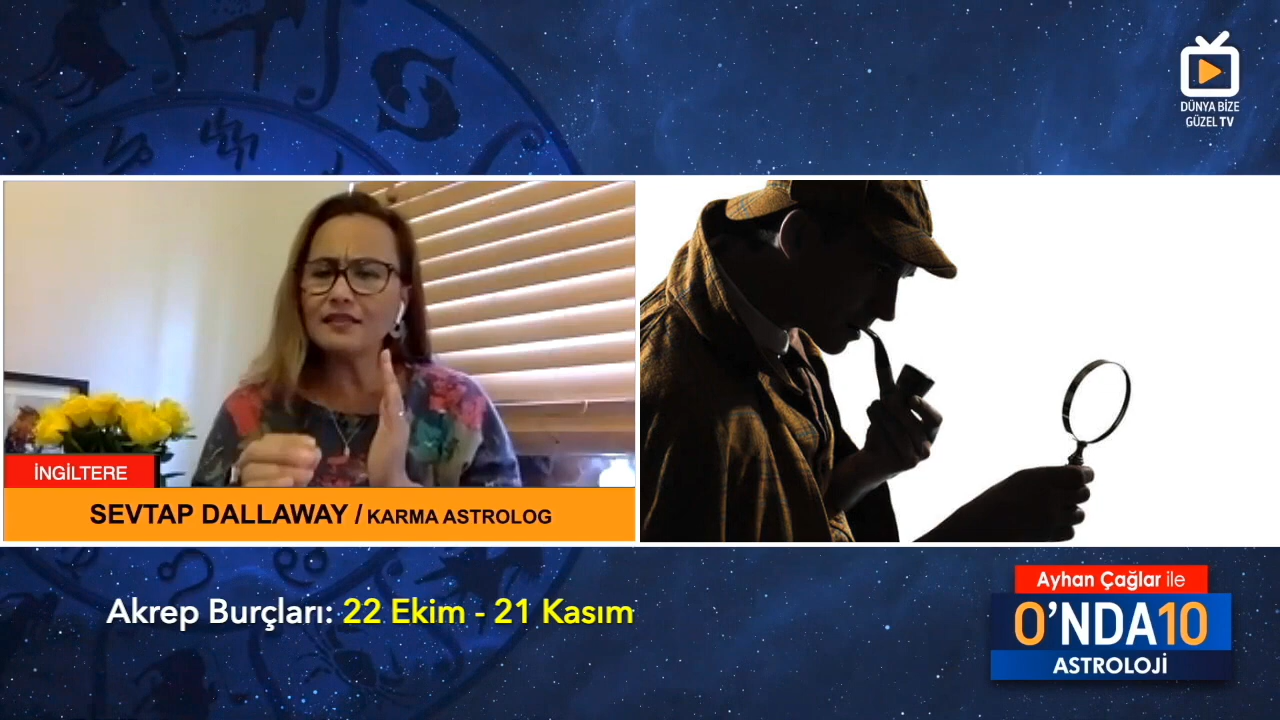 DÜNYA BİZE
GÜZEL TV
İNGİLTERE
SEVTAP DALLAWAY / KARMA ASTROLOG
Akrep Burçları: 22 Ekim - 21 Kasım
Ayhan Çağlar ile
O'NDA10
ASTROLOJİ